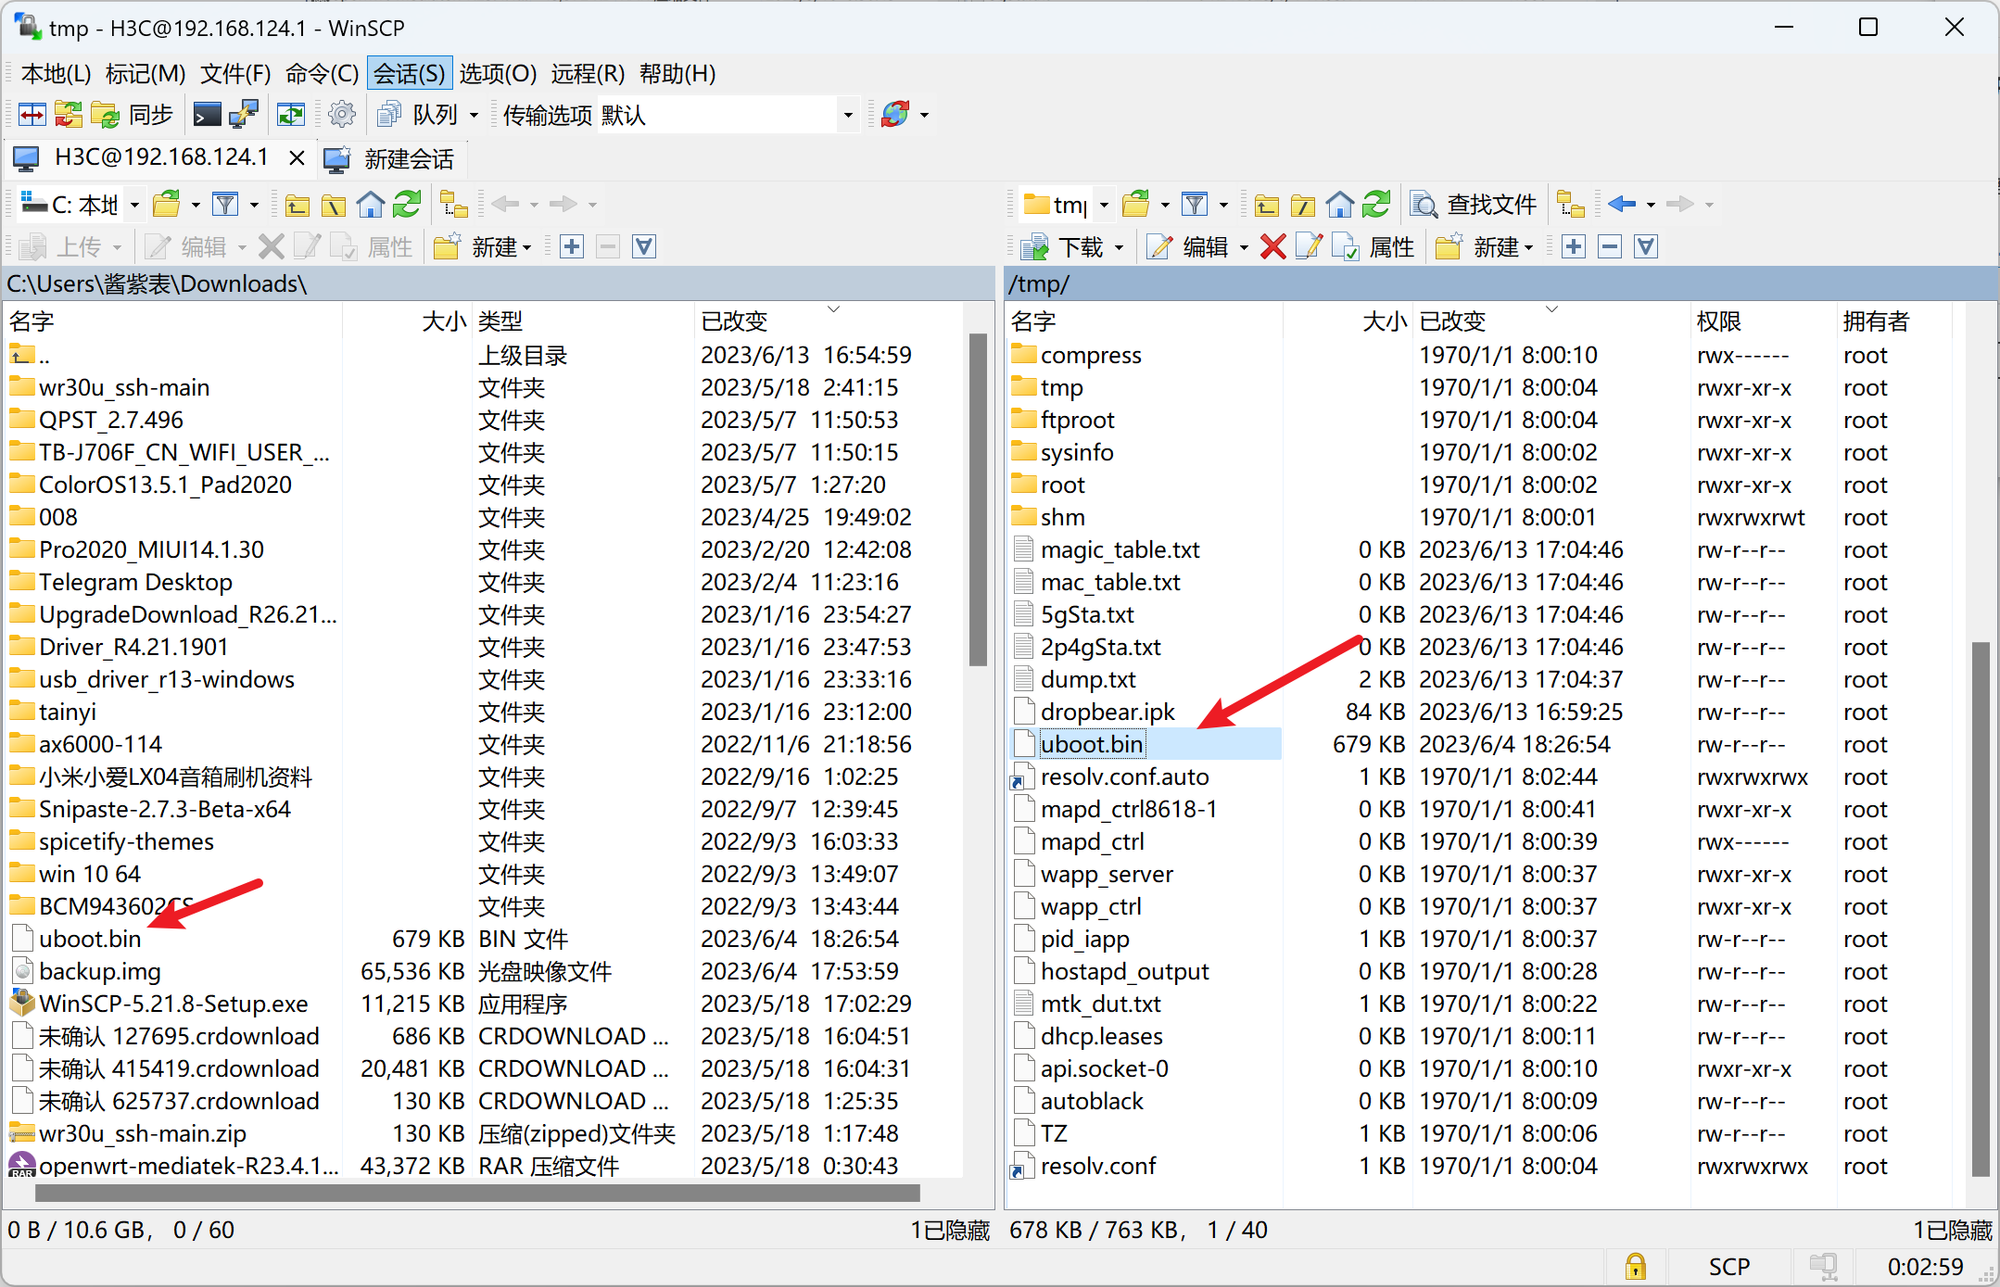 tmp - H3C@192.168.124.1 - WinSCP
本地(L) 标记(M) 文件(F) 命令(C) 会话(S) 选项(O) 远程(R) 帮助(H)
同步 队列 传输选项 默认
H3C@192.168.124.1 新建会话
C: 本地
上传 编辑 属性 新建
C:\Users\酱紫表\Downloads\
名字 大小 类型 已改变
.. 上级目录 2023/6/13 16:54:59
wr30u_ssh-main 文件夹 2023/5/18 2:41:15
QPST_2.7.496 文件夹 2023/5/7 11:50:53
TB-J706F_CN_WIFI_USER_... 文件夹 2023/5/7 11:50:15
ColorOS13.5.1_Pad2020 文件夹 2023/5/7 1:27:20
008 文件夹 2023/4/25 19:49:02
Pro2020_MIUI14.1.30 文件夹 2023/2/20 12:42:08
Telegram Desktop 文件夹 2023/2/4 11:23:16
UpgradeDownload_R26.21... 文件夹 2023/1/16 23:54:27
Driver_R4.21.1901 文件夹 2023/1/16 23:47:53
usb_driver_r13-windows 文件夹 2023/1/16 23:33:16
tainyi 文件夹 2023/1/16 23:12:00
ax6000-114 文件夹 2022/11/6 21:18:56
小米小爱LX04音箱刷机资料 文件夹 2022/9/16 1:02:25
Snipaste-2.7.3-Beta-x64 文件夹 2022/9/7 12:39:45
spicetify-themes 文件夹 2022/9/3 16:03:33
win 10 64 文件夹 2022/9/3 13:49:07
BCM943602CS 文件夹 2022/9/3 13:43:44
uboot.bin 679 KB BIN 文件 2023/6/4 18:26:54
backup.img 65,536 KB 光盘映像文件 2023/6/4 17:53:59
WinSCP-5.21.8-Setup.exe 11,215 KB 应用程序 2023/5/18 17:02:29
未确认 127695.crdownload 686 KB CRDOWNLOAD ... 2023/5/18 16:04:51
未确认 415419.crdownload 20,481 KB CRDOWNLOAD ... 2023/5/18 16:04:31
未确认 625737.crdownload 130 KB CRDOWNLOAD ... 2023/5/18 1:25:35
wr30u_ssh-main.zip 130 KB 压缩(zipped)文件夹 2023/5/18 1:17:48
openwrt-mediatek-R23.4.1... 43,372 KB RAR 压缩文件 2023/5/18 0:30:43
0 B / 10.6 GB， 0 / 60 1已隐藏
tmp 查找文件
下载 编辑 属性 新建
/tmp/
名字 大小 已改变 权限 拥有者
compress 1970/1/1 8:00:10 rwx------ root
tmp 1970/1/1 8:00:04 rwxr-xr-x root
ftproot 1970/1/1 8:00:04 rwxr-xr-x root
sysinfo 1970/1/1 8:00:02 rwxr-xr-x root
root 1970/1/1 8:00:02 rwxr-xr-x root
shm 1970/1/1 8:00:01 rwxrwxrwt root
magic_table.txt 0 KB 2023/6/13 17:04:46 rw-r--r-- root
mac_table.txt 0 KB 2023/6/13 17:04:46 rw-r--r-- root
5gSta.txt 0 KB 2023/6/13 17:04:46 rw-r--r-- root
2p4gSta.txt 0 KB 2023/6/13 17:04:46 rw-r--r-- root
dump.txt 2 KB 2023/6/13 17:04:37 rw-r--r-- root
dropbear.ipk 84 KB 2023/6/13 16:59:25 rw-r--r-- root
uboot.bin 679 KB 2023/6/4 18:26:54 rw-r--r-- root
resolv.conf.auto 1 KB 1970/1/1 8:02:44 rwxrwxrwx root
mapd_ctrl8618-1 0 KB 1970/1/1 8:00:41 rwxr-xr-x root
mapd_ctrl 0 KB 1970/1/1 8:00:39 rwx------ root
wapp_server 0 KB 1970/1/1 8:00:37 rwxr-xr-x root
wapp_ctrl 0 KB 1970/1/1 8:00:37 rwxr-xr-x root
pid_iapp 1 KB 1970/1/1 8:00:37 rw-r--r-- root
hostapd_output 0 KB 1970/1/1 8:00:28 rw-r--r-- root
mtk_dut.txt 1 KB 1970/1/1 8:00:22 rw-r--r-- root
dhcp.leases 0 KB 1970/1/1 8:00:11 rw-r--r-- root
api.socket-0 0 KB 1970/1/1 8:00:10 rwxr-xr-x root
autoblack 0 KB 1970/1/1 8:00:09 rw-r--r-- root
TZ 1 KB 1970/1/1 8:00:06 rw-r--r-- root
resolv.conf 1 KB 1970/1/1 8:00:04 rwxrwxrwx root
678 KB / 763 KB， 1 / 40 1已隐藏
SCP 0:02:59